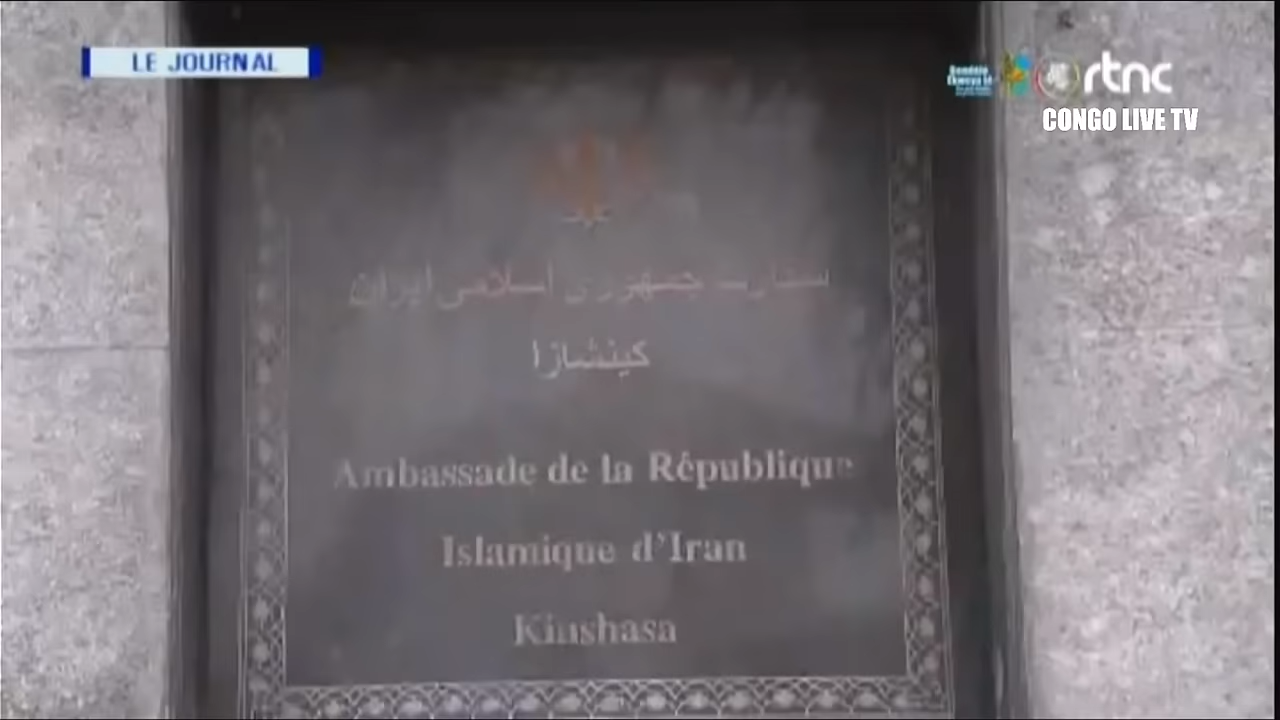 LE JOURNAL
rtnc
CONGO LIVE TV
سفارت جمهوری اسلامی ایران
کینشازا
Ambassade de la République
Islamique d'Iran
Kinshasa